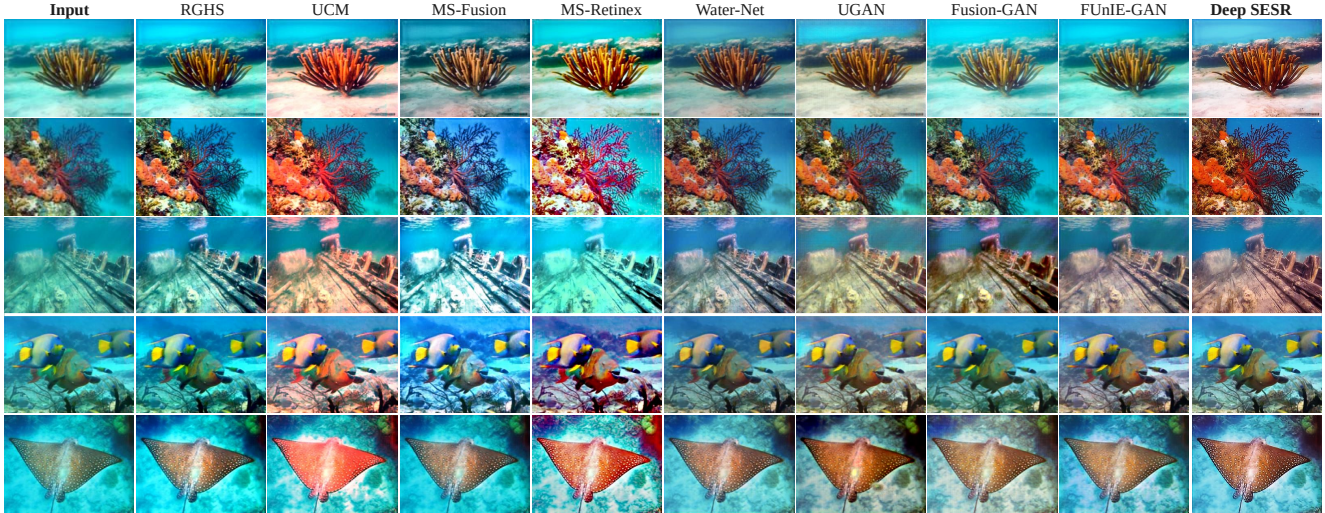 Input RGHS UCM MS-Fusion MS-Retinex Water-Net UGAN Fusion-GAN FUnIE-GAN Deep SESR